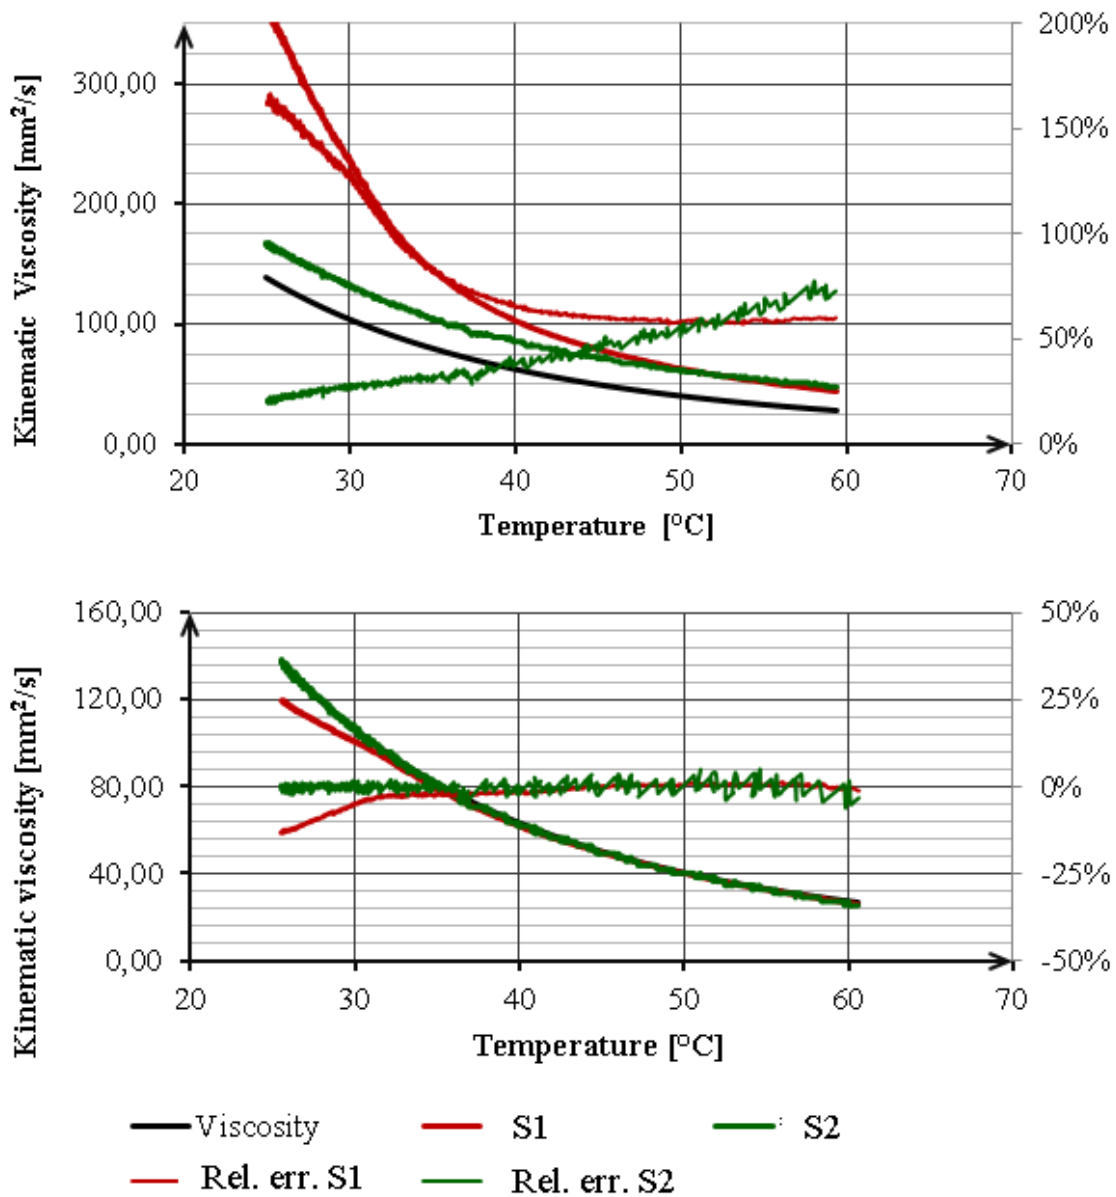 200%
300,00
150%
200,00
100%
100,00
50%
0,00
0%
Kinematic Viscosity [mm²/s]
20 30 40 50 60 70
Temperature [°C]
160,00
50%
120,00
25%
80,00
0%
40,00
-25%
0,00
-50%
Kinematic viscosity [mm²/s]
20 30 40 50 60 70
Temperature [°C]
Viscosity S1 S2
Rel. err. S1 Rel. err. S2